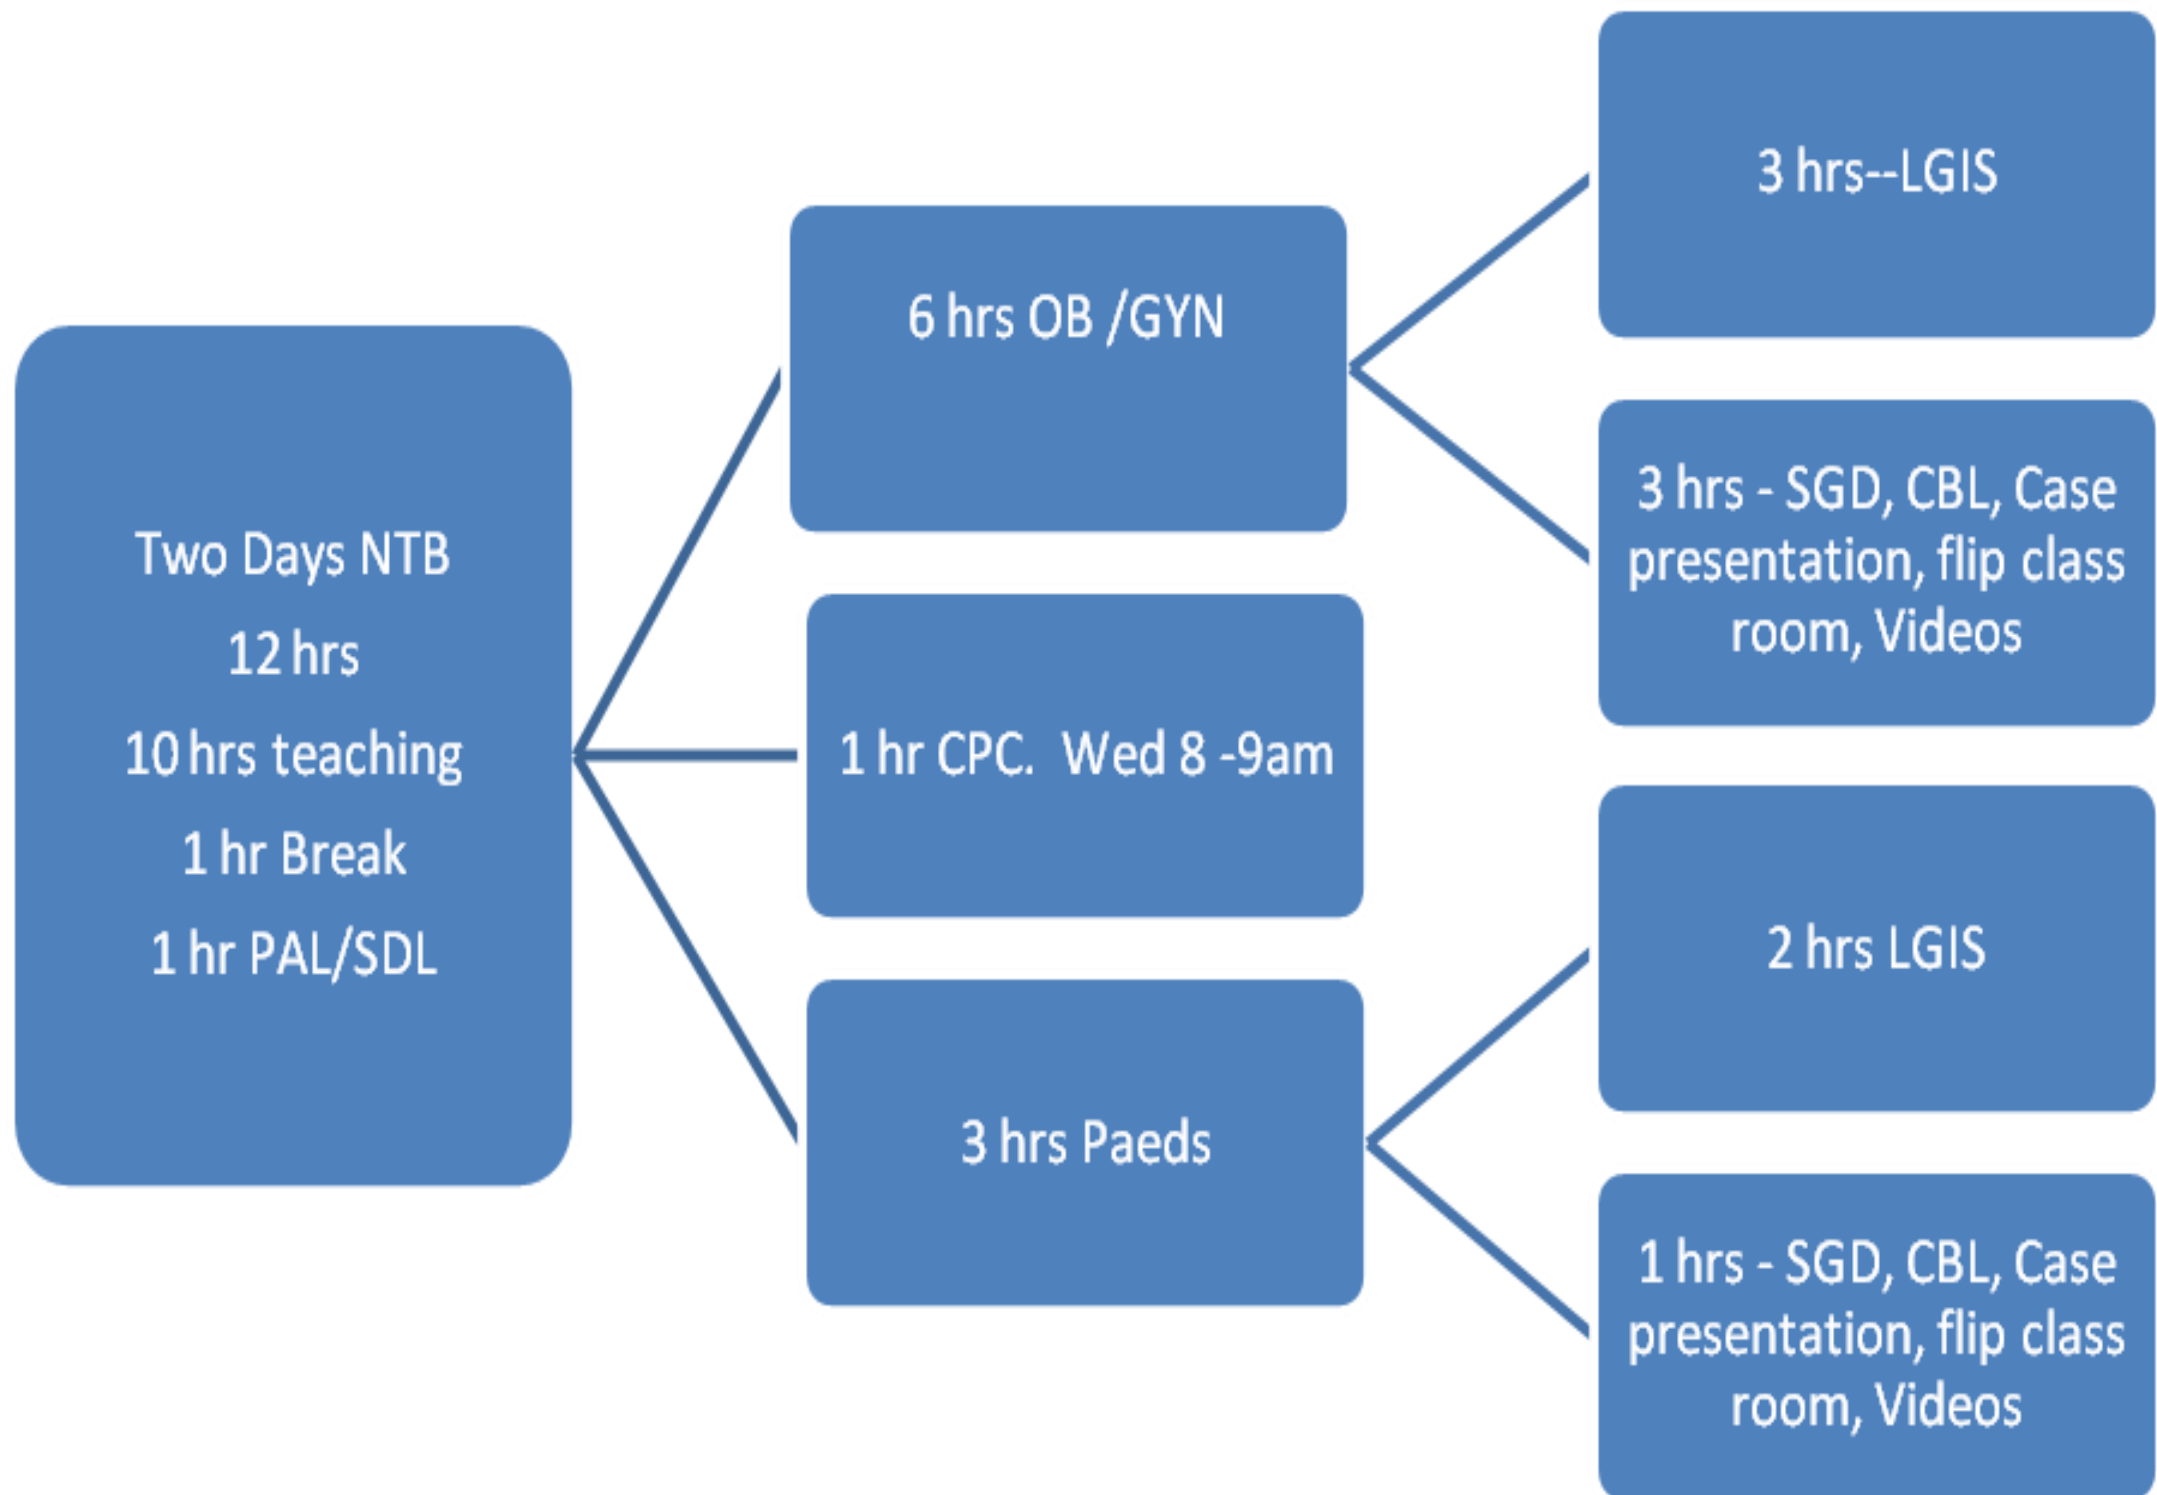 Two Days NTB
12 hrs
10 hrs teaching
1 hr Break
1 hr PAL/SDL
6 hrs OB /GYN
1 hr CPC.  Wed 8 -9am
3 hrs Paeds
3 hrs--LGIS
3 hrs - SGD, CBL, Case
presentation, flip class
room, Videos
2 hrs LGIS
1 hrs - SGD, CBL, Case
presentation, flip class
room, Videos